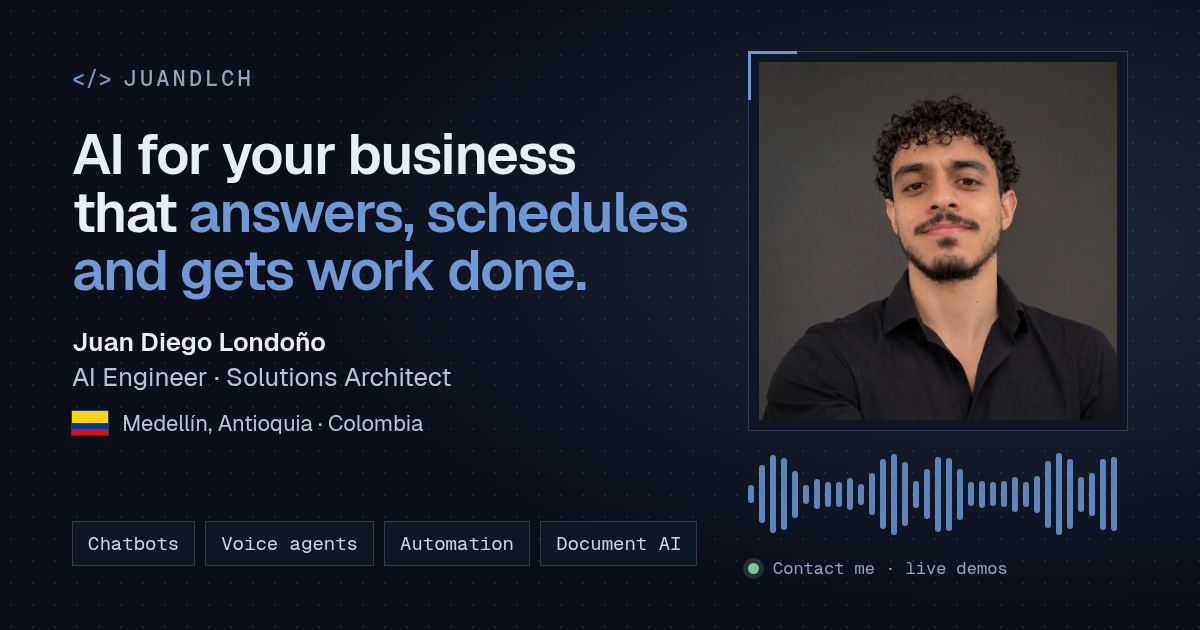 </> JUANDLCH
AI for your business
that answers, schedules
and gets work done.
Juan Diego Londoño
AI Engineer · Solutions Architect
Medellín, Antioquia · Colombia
Chatbots
Voice agents
Automation
Document AI
Contact me · live demos